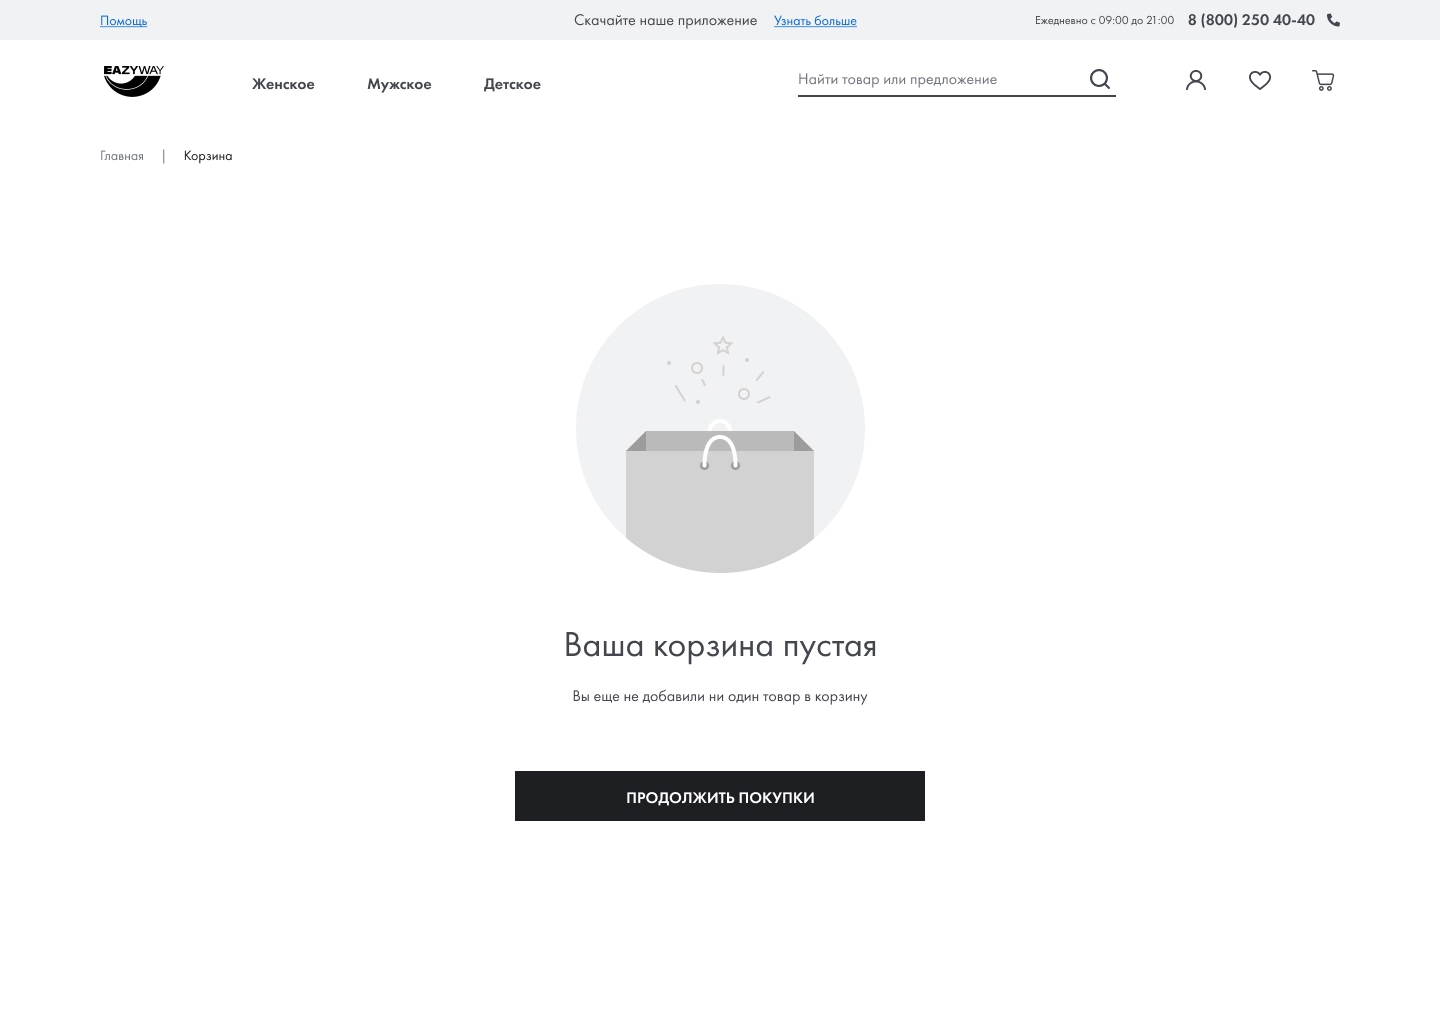 Помощь
Скачайте наше приложение Узнать больше
Ежедневно с 09:00 до 21:00 8 (800) 250 40-40
EAZYWAY
Женское Мужское Детское
Найти товар или предложение
Главная | Корзина
Ваша корзина пустая
Вы еще не добавили ни один товар в корзину
ПРОДОЛЖИТЬ ПОКУПКИ